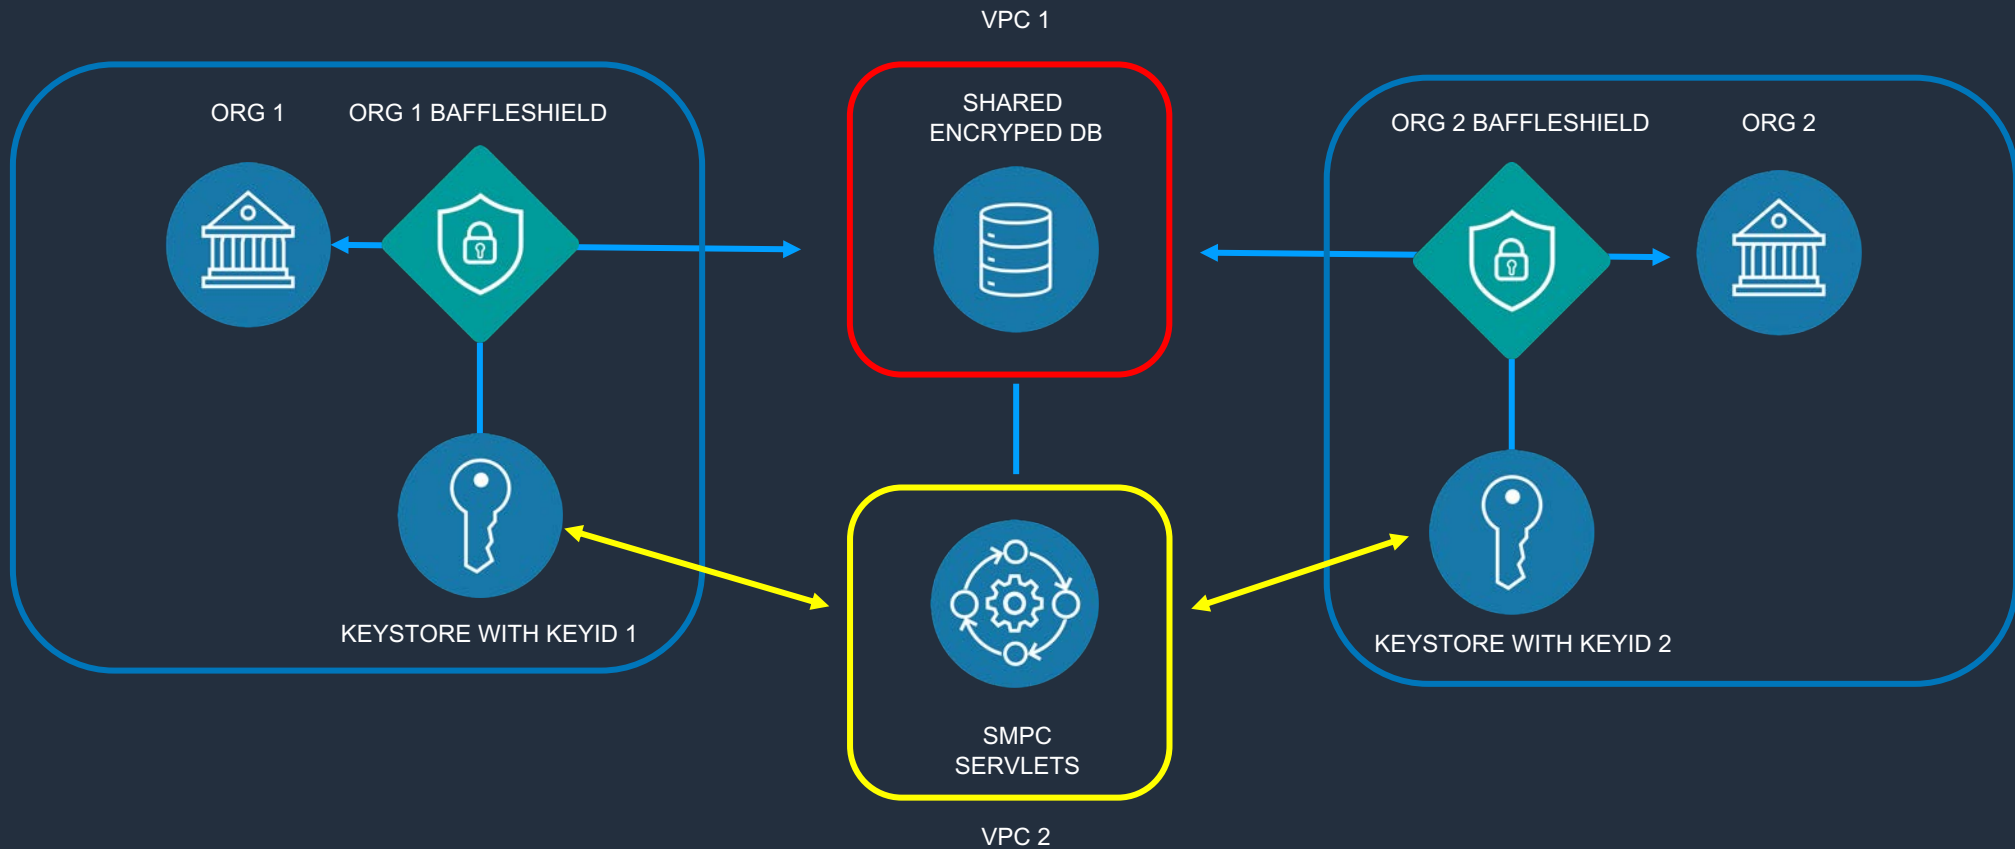 VPC 1
ORG 1
ORG 1 BAFFLESHIELD
SHARED
ENCRYPED DB
ORG 2 BAFFLESHIELD
ORG 2
KEYSTORE WITH KEYID 1
KEYSTORE WITH KEYID 2
SMPC
SERVLETS
VPC 2